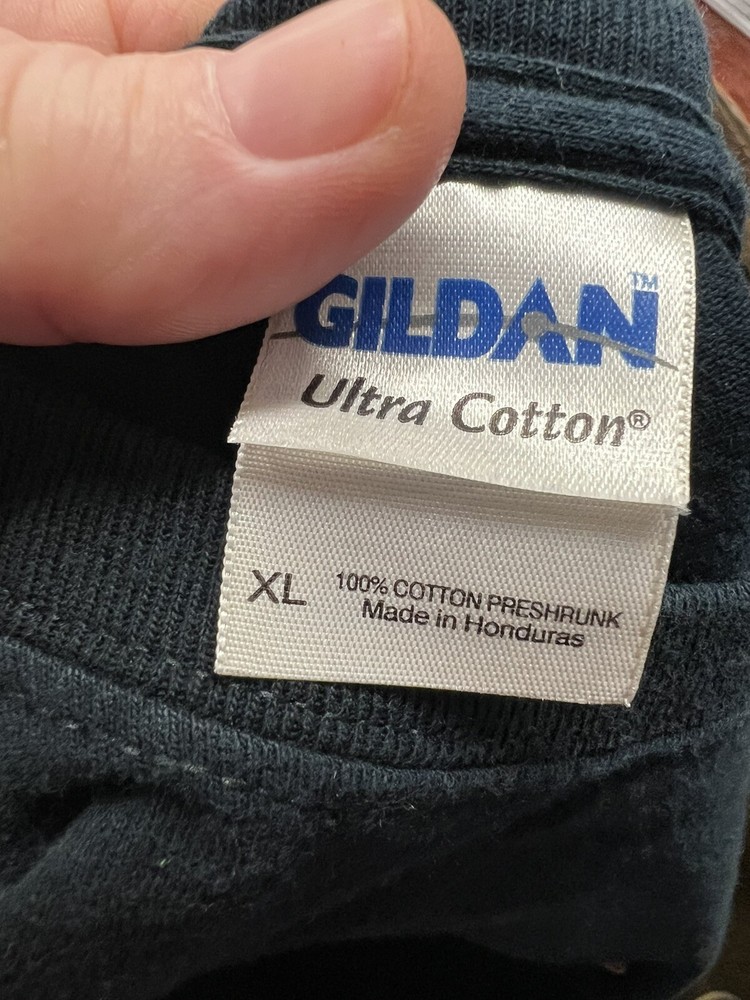 GILDAN™
Ultra Cotton®
XL
100% COTTON PRESHRUNK
Made in Honduras